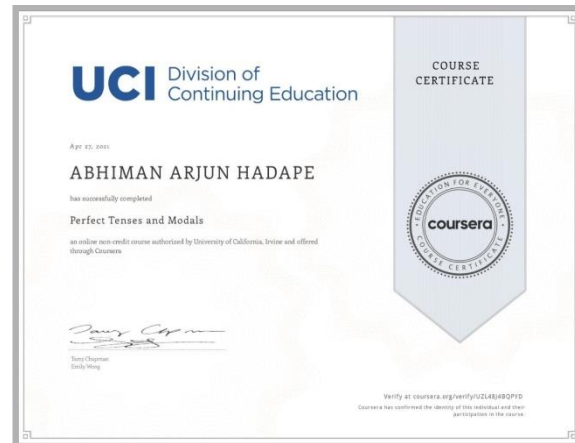 UCI Division of
Continuing Education
COURSE
CERTIFICATE
Apr 27, 2021
ABHIMAN ARJUN HADAPE
has successfully completed
Perfect Tenses and Modals
an online non-credit course authorized by University of California, Irvine and offered
through Coursera
EDUCATION FOR EVERYONE
coursera
COURSE CERTIFICATE
Tamy Chapman
Emily Wong
Verify at coursera.org/verify/UZL48J4BQPYD
Coursera has confirmed the identity of this individual and their
participation in the course.